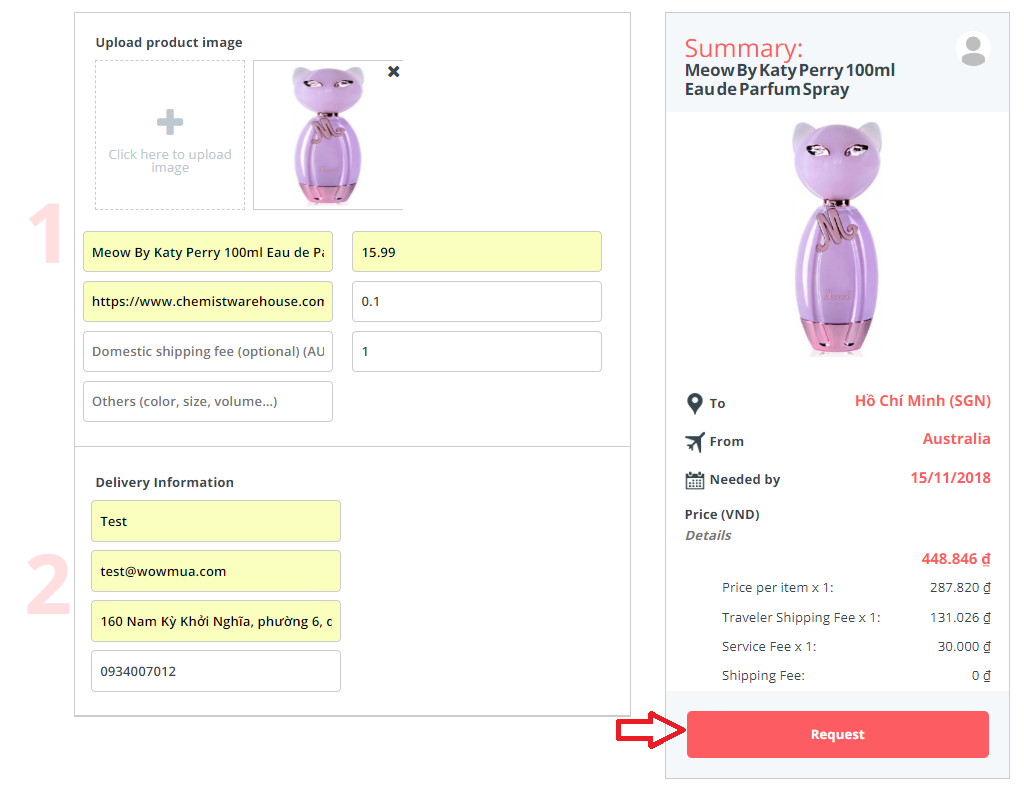 Upload product image
Click here to upload
image
1
Meow By Katy Perry 100ml Eau de Pa
15.99
https://www.chemistwarehouse.com
0.1
Domestic shipping fee (optional) (AU
1
Others (color, size, volume...)
2
Delivery Information
Test
test@wowmua.com
160 Nam Kỳ Khởi Nghĩa, phường 6, q
0934007012
Summary:
Meow By Katy Perry 100ml
Eau de Parfum Spray
To Hồ Chí Minh (SGN)
From Australia
Needed by 15/11/2018
Price (VND)
Details
448.846 ₫
Price per item x 1: 287.820 ₫
Traveler Shipping Fee x 1: 131.026 ₫
Service Fee x 1: 30.000 ₫
Shipping Fee: 0 ₫
Request